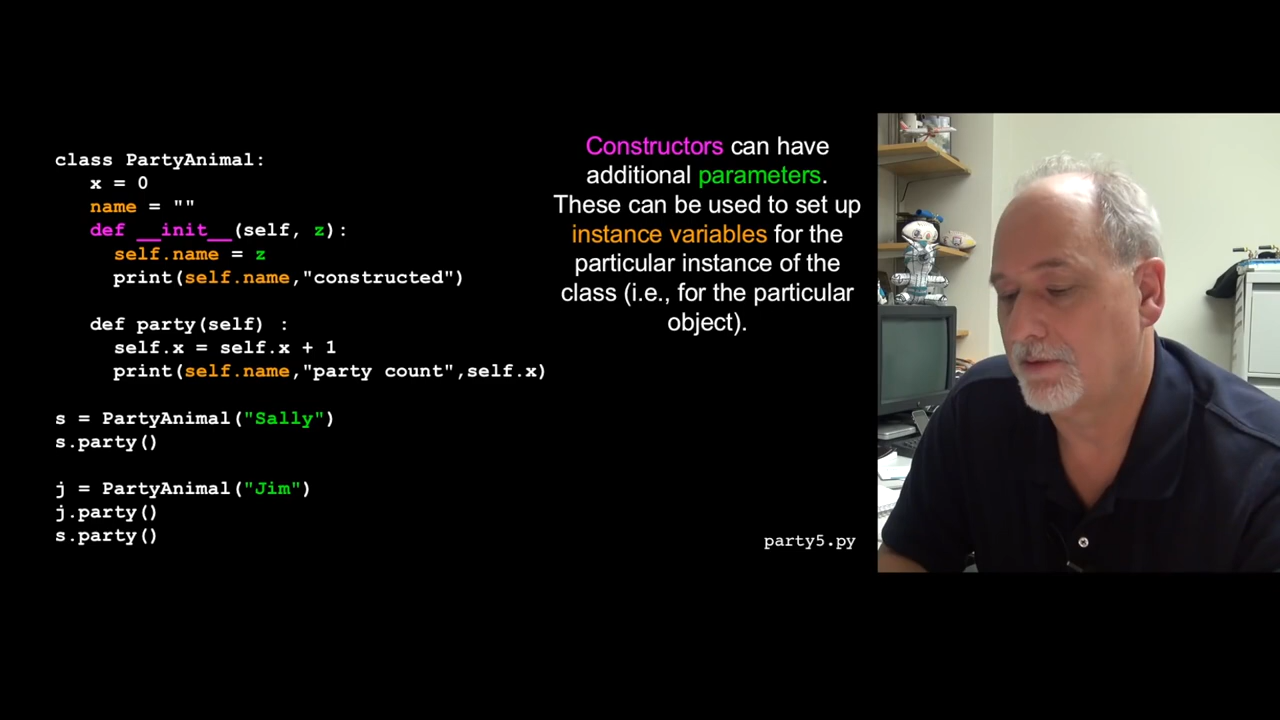 class PartyAnimal:
   x = 0
   name = ""
   def __init__(self, z):
     self.name = z
     print(self.name,"constructed")
   def party(self) :
     self.x = self.x + 1
     print(self.name,"party count",self.x)
s = PartyAnimal("Sally")
s.party()
j = PartyAnimal("Jim")
j.party()
s.party()
Constructors can have
additional parameters.
These can be used to set up
instance variables for the
particular instance of the
class (i.e., for the particular
object).
party5.py